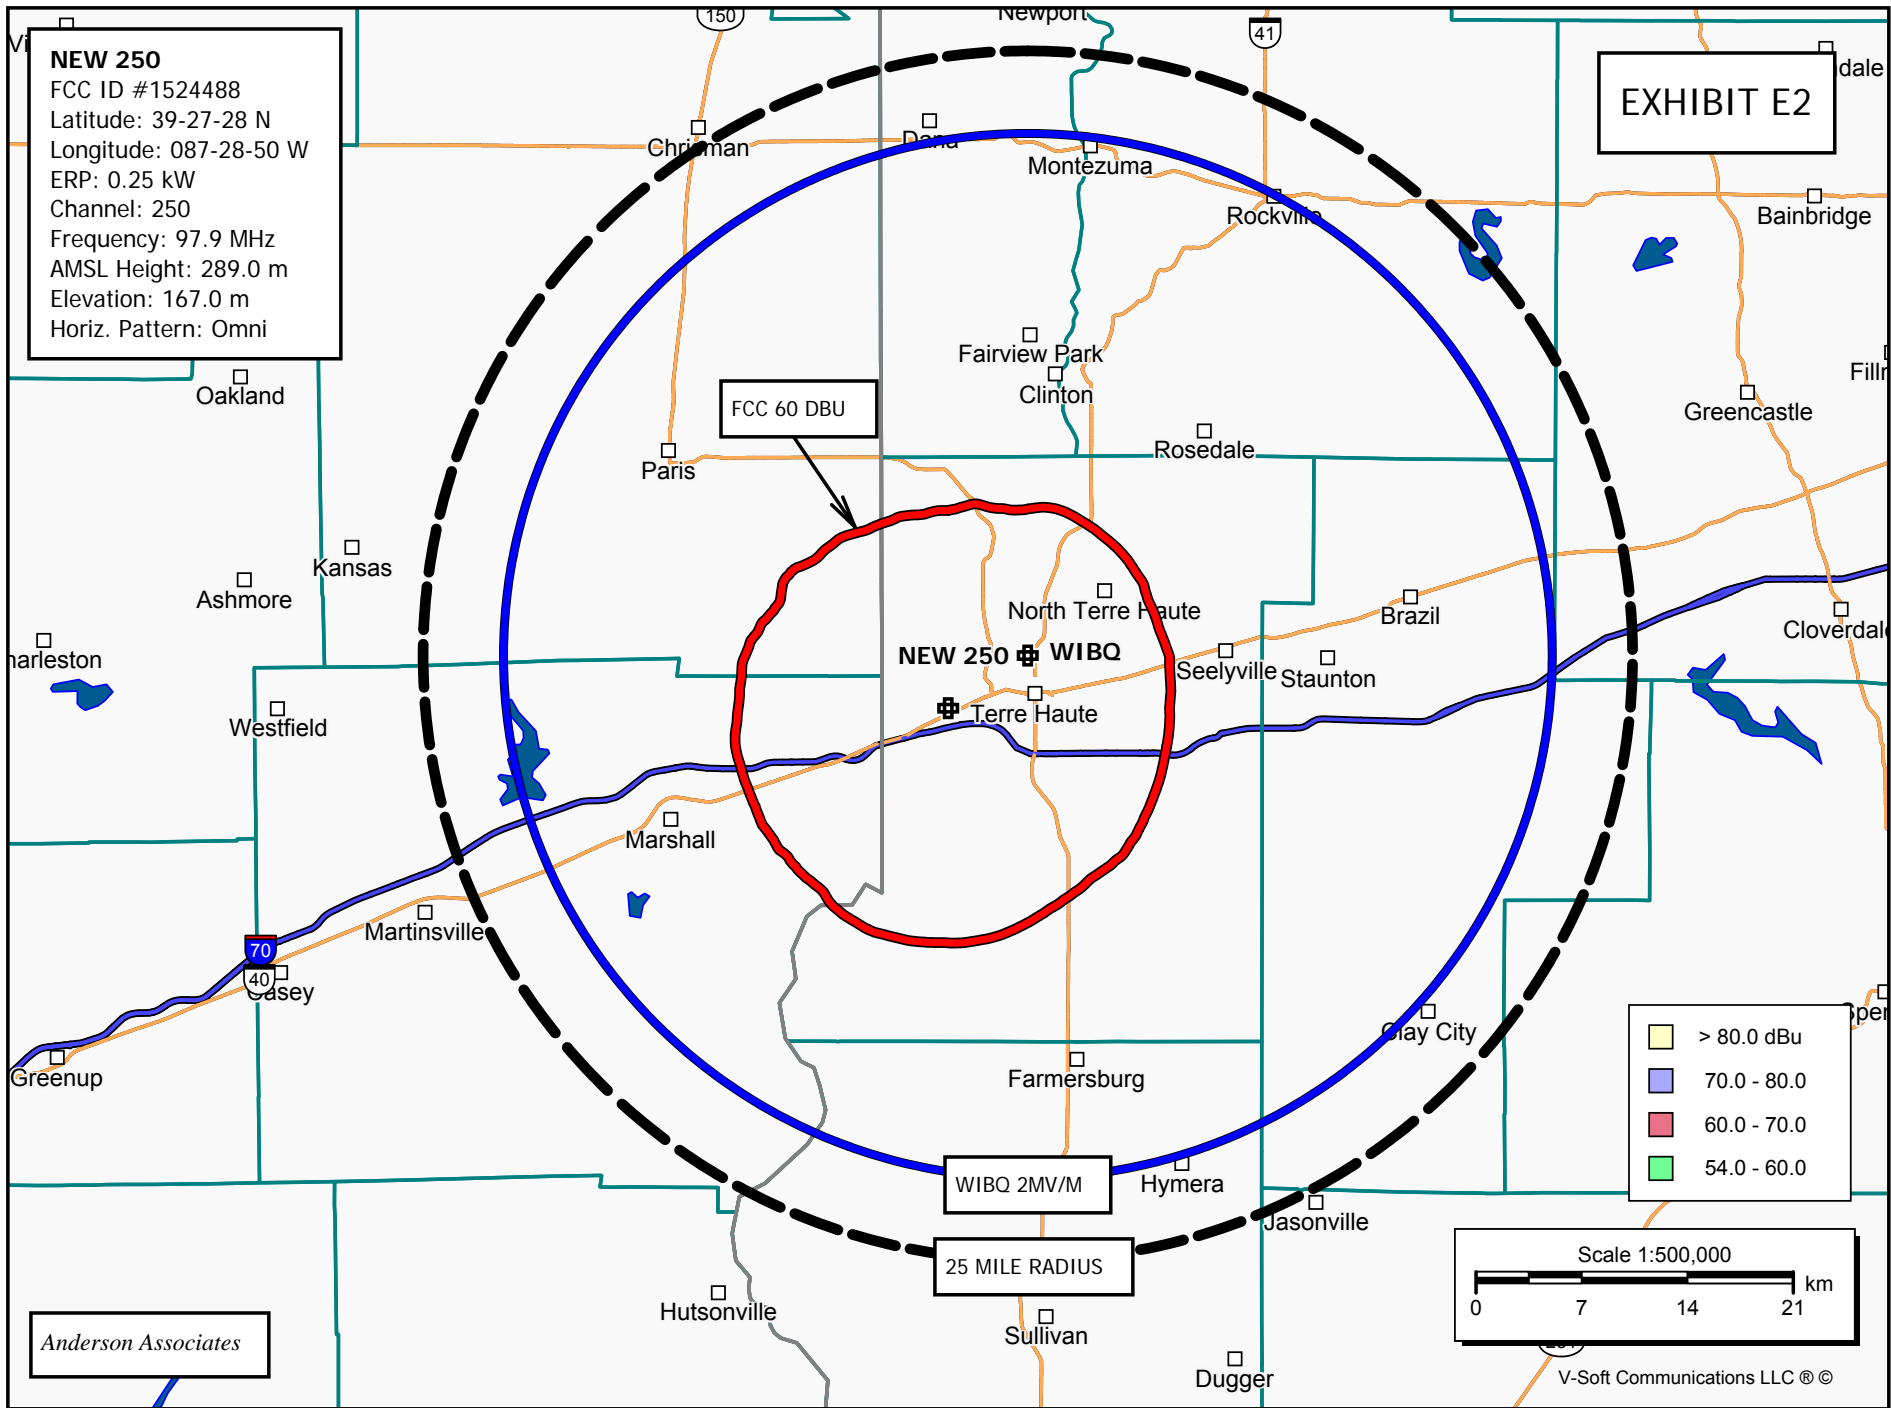 NEW 250
FCC ID #1524488
Latitude: 39-27-28 N
Longitude: 087-28-50 W
ERP: 0.25 kW
Channel: 250
Frequency: 97.9 MHz
AMSL Height: 289.0 m
Elevation: 167.0 m
Horiz. Pattern: Omni
150
Newport
41
EXHIBIT E2
Chrisman
Dana
Montezuma
Rockville
Bainbridge
Oakland
Fairview Park
Clinton
FCC 60 DBU
Greencastle
Paris
Rosedale
Kansas
Ashmore
North Terre Haute
Brazil
Cloverdale
NEW 250
WIBQ
Seelyville
Staunton
Terre Haute
Westfield
Marshall
Martinsville
70
40
Casey
Greenup
Clay City
Farmersburg
WIBQ 2MV/M
Hymera
Jasonville
25 MILE RADIUS
Hutsonville
Sullivan
Dugger
> 80.0 dBu
70.0 - 80.0
60.0 - 70.0
54.0 - 60.0
Scale 1:500,000
km
0 7 14 21
Anderson Associates
V-Soft Communications LLC ® ©